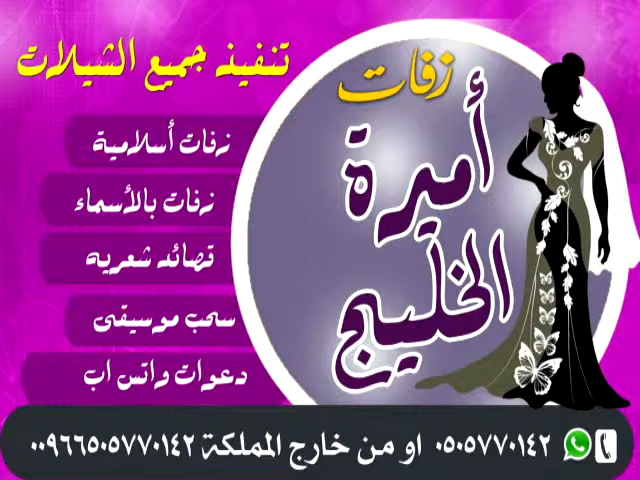 تنفيذ جميع الشيلات
زفات
أميرة
الخليج
زفات أسلامية
زفات بالأسماء
قصائد شعريه
سحب موسيقى
دعوات واتس اب
٠٥٠٥٧٧٠١٤٢ او من خارج المملكة ٠٠٩٦٦٥٠٥٧٧٠١٤٢